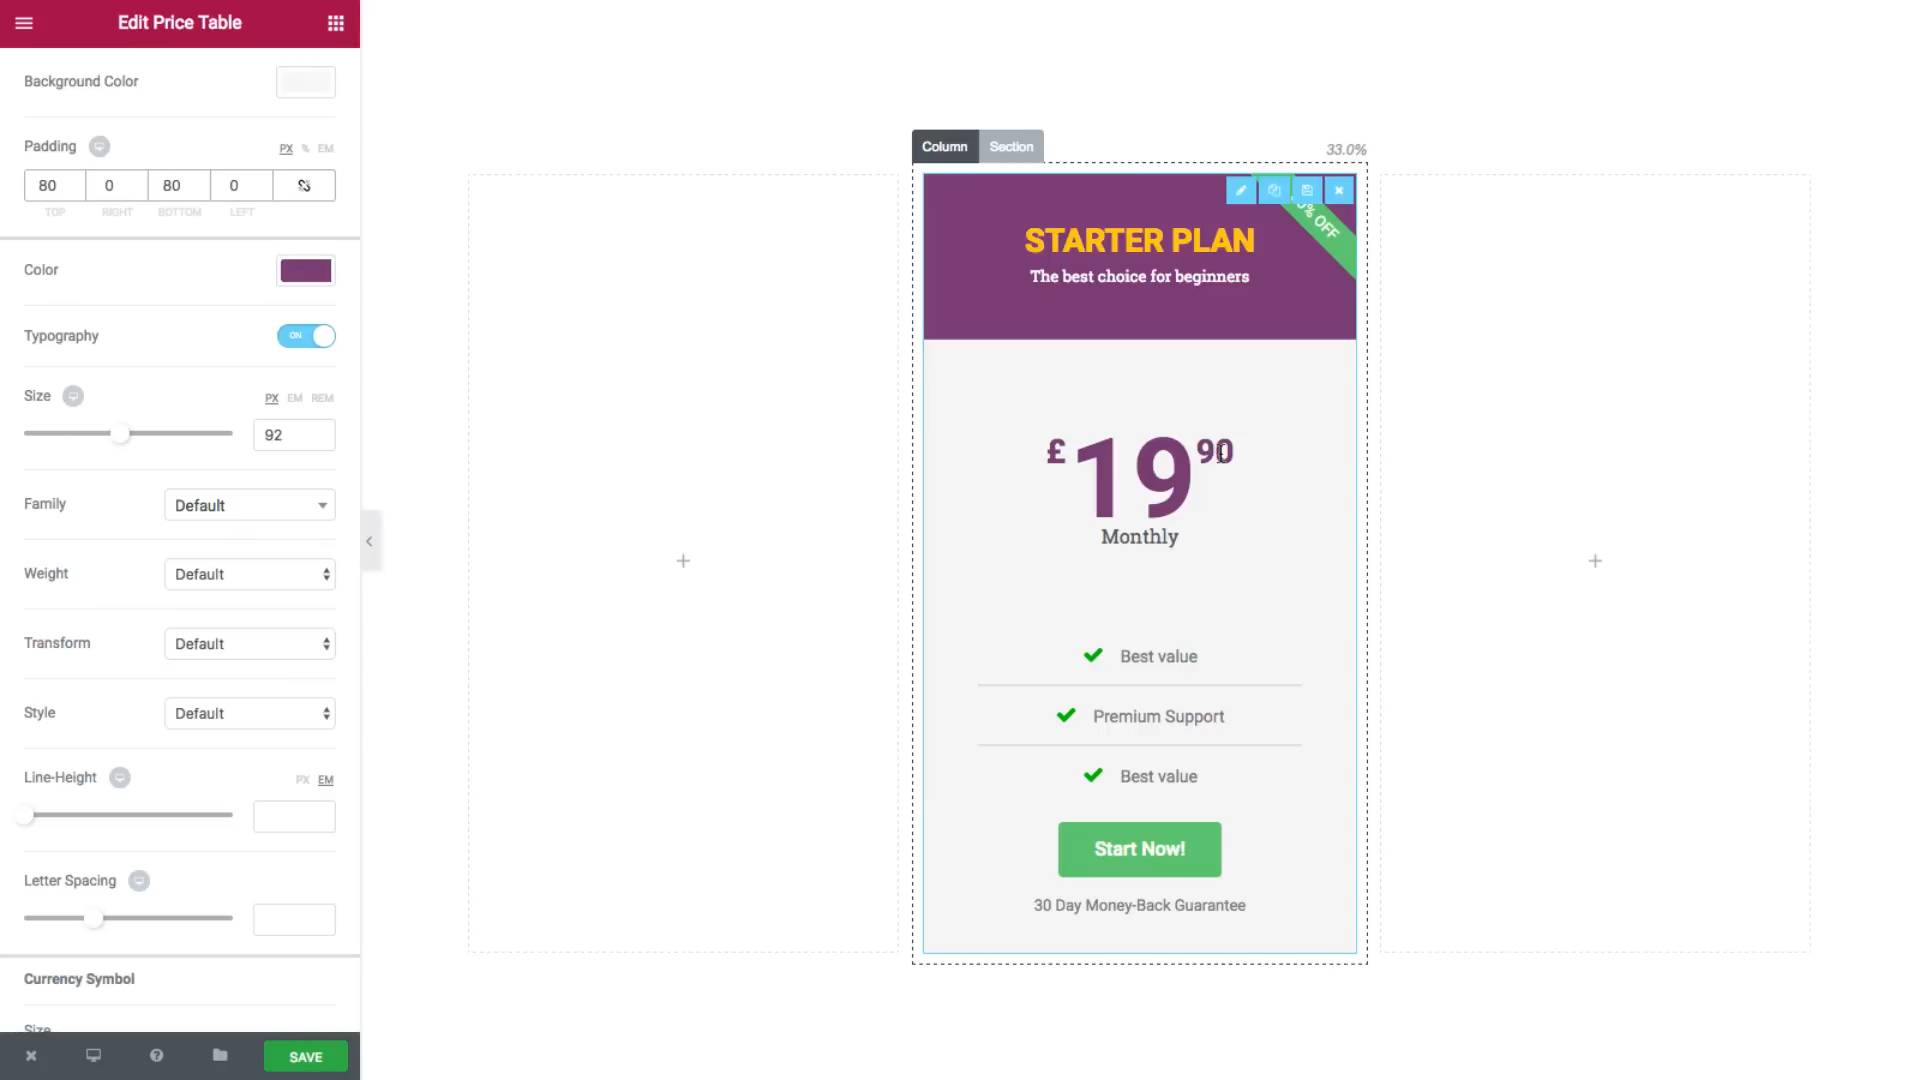 Edit Price Table
Background Color
Padding
PX % EM
80 0 80 0
TOP RIGHT BOTTOM LEFT
Color
Typography
ON
Size
PX EM REM
92
Family
Default
Weight
Default
Transform
Default
Style
Default
Line-Height
PX EM
Letter Spacing
Currency Symbol
Size
SAVE
Column
Section
33.0%
% OFF
STARTER PLAN
The best choice for beginners
£1990
Monthly
Best value
Premium Support
Best value
Start Now!
30 Day Money-Back Guarantee